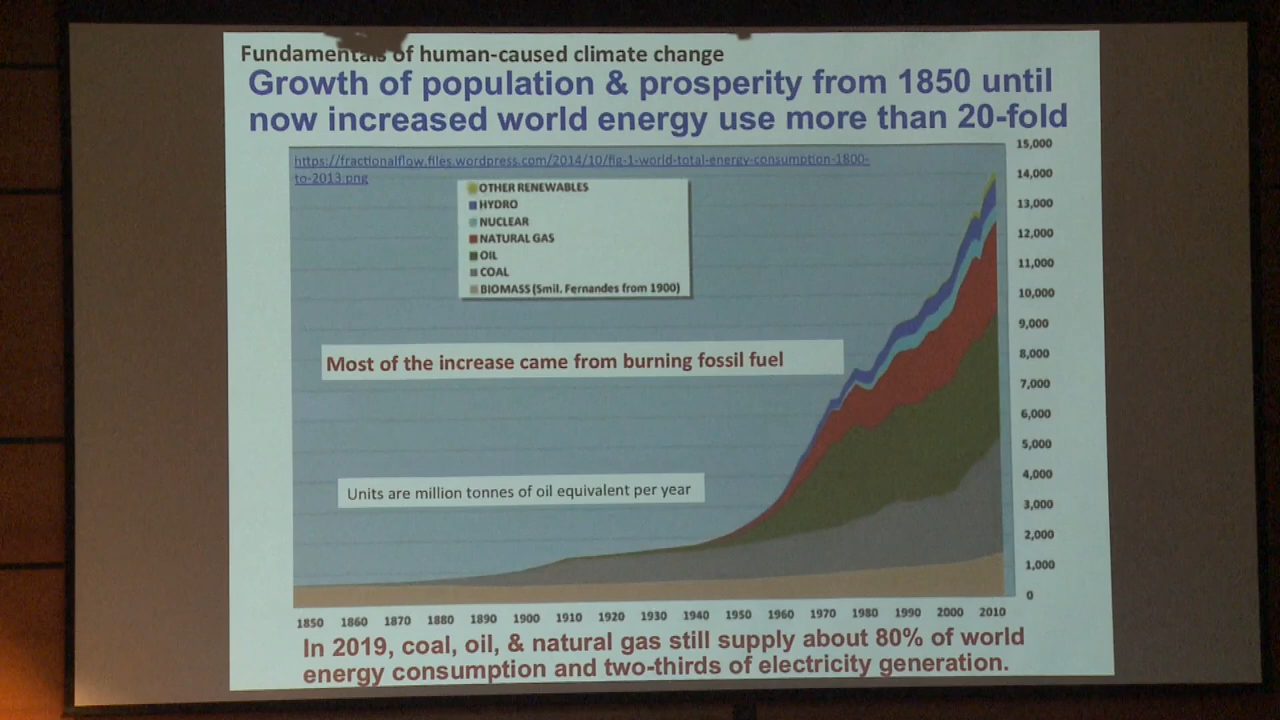 Fundamentals of human-caused climate change
Growth of population & prosperity from 1850 until
now increased world energy use more than 20-fold
https://fractionalflow.files.wordpress.com/2014/10/fig-1-world-total-energy-consumption-1800-
to-2013.png
OTHER RENEWABLES
HYDRO
NUCLEAR
NATURAL GAS
OIL
COAL
BIOMASS (Smil. Fernandes from 1900)
Most of the increase came from burning fossil fuel
Units are million tonnes of oil equivalent per year
15,000
14,000
13,000
12,000
11,000
10,000
9,000
8,000
7,000
6,000
5,000
4,000
3,000
2,000
1,000
0
1850 1860 1870 1880 1890 1900 1910 1920 1930 1940 1950 1960 1970 1980 1990 2000 2010
In 2019, coal, oil, & natural gas still supply about 80% of world
energy consumption and two-thirds of electricity generation.